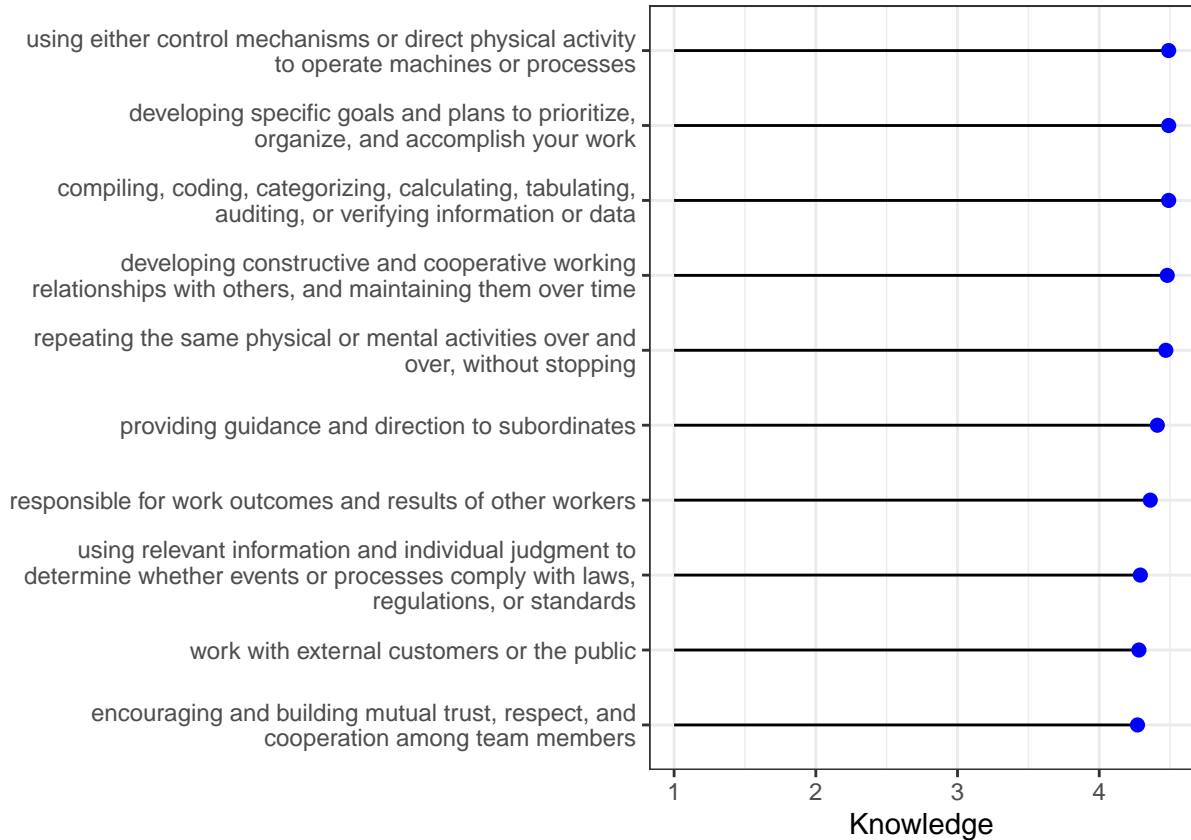 using either control mechanisms or direct physical activity
to operate machines or processes
developing specific goals and plans to prioritize,
organize, and accomplish your work
compiling, coding, categorizing, calculating, tabulating,
auditing, or verifying information or data
developing constructive and cooperative working
relationships with others, and maintaining them over time
repeating the same physical or mental activities over and
over, without stopping
providing guidance and direction to subordinates
responsible for work outcomes and results of other workers
using relevant information and individual judgment to
determine whether events or processes comply with laws,
regulations, or standards
work with external customers or the public
encouraging and building mutual trust, respect, and
cooperation among team members
1 2 3 4
Knowledge